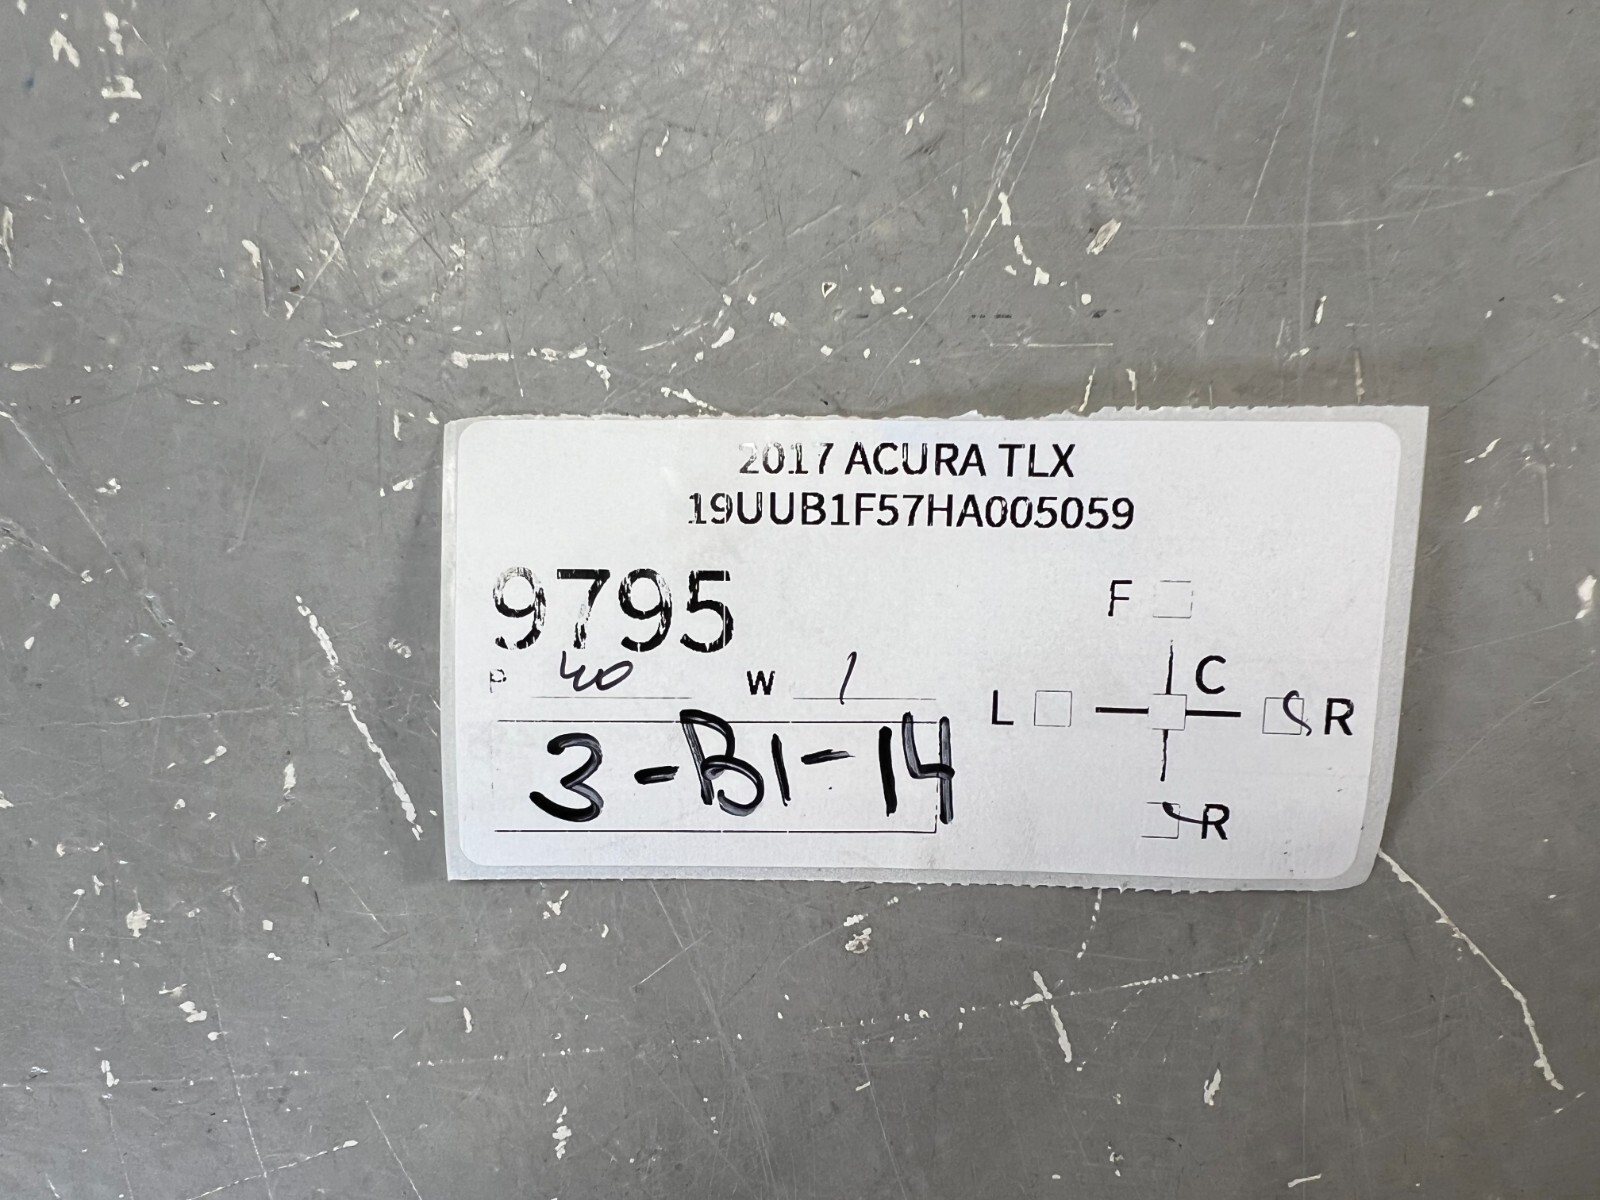 2017 ACURA TLX
19UUB1F57HA005059
9795
P 40 W 1
3-B1-14
F
C
L R
R